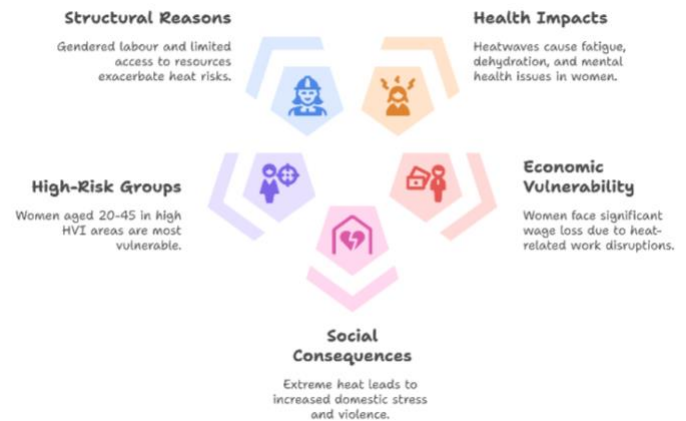 Structural Reasons
Gendered labour and limited
access to resources
exacerbate heat risks.
Health Impacts
Heatwaves cause fatigue,
dehydration, and mental
health issues in women.
High-Risk Groups
Women aged 20-45 in high
HVI areas are most
vulnerable.
Economic
Vulnerability
Women face significant
wage loss due to heat-
related work disruptions.
Social
Consequences
Extreme heat leads to
increased domestic stress
and violence.